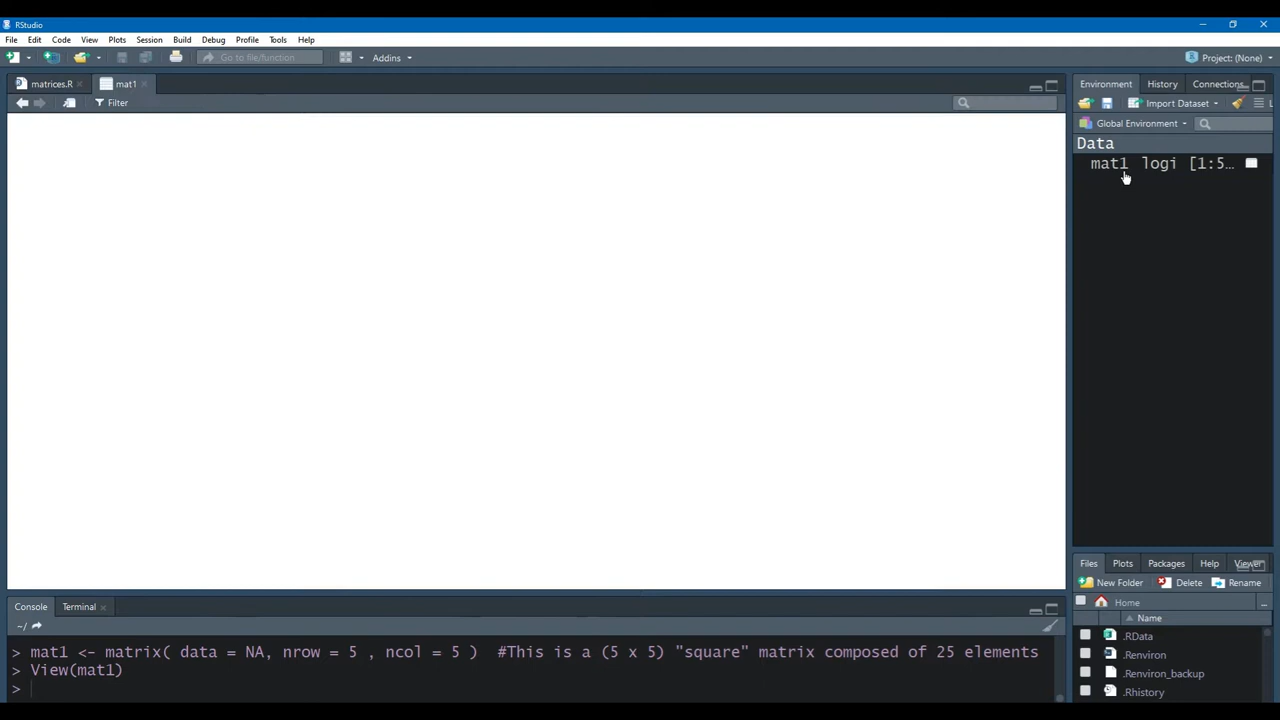 RStudio
File Edit Code View Plots Session Build Debug Profile Tools Help
Go to file/function Addins Project: (None)
matrices.R mat1
Filter
Environment History Connections
Import Dataset L
Global Environment
Data
mat1 logi [1:5…
Files Plots Packages Help Viewer
New Folder Delete Rename
Home
Name
.RData
.Renviron
.Renviron_backup
.Rhistory
Console Terminal
~/
> mat1 <- matrix( data = NA, nrow = 5 , ncol = 5 ) #This is a (5 x 5) "square" matrix composed of 25 elements
> View(mat1)
>